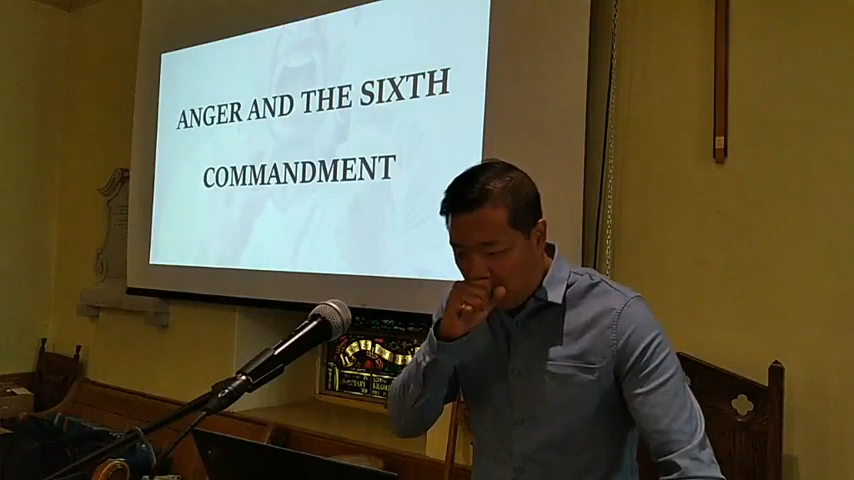 ANGER AND THE SIXTH
COMMANDMENT